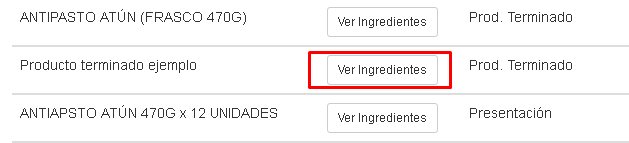 ANTIPASTO ATÚN (FRASCO 470G) Ver Ingredientes Prod. Terminado
Producto terminado ejemplo Ver Ingredientes Prod. Terminado
ANTIAPSTO ATÚN 470G x 12 UNIDADES Ver Ingredientes Presentación